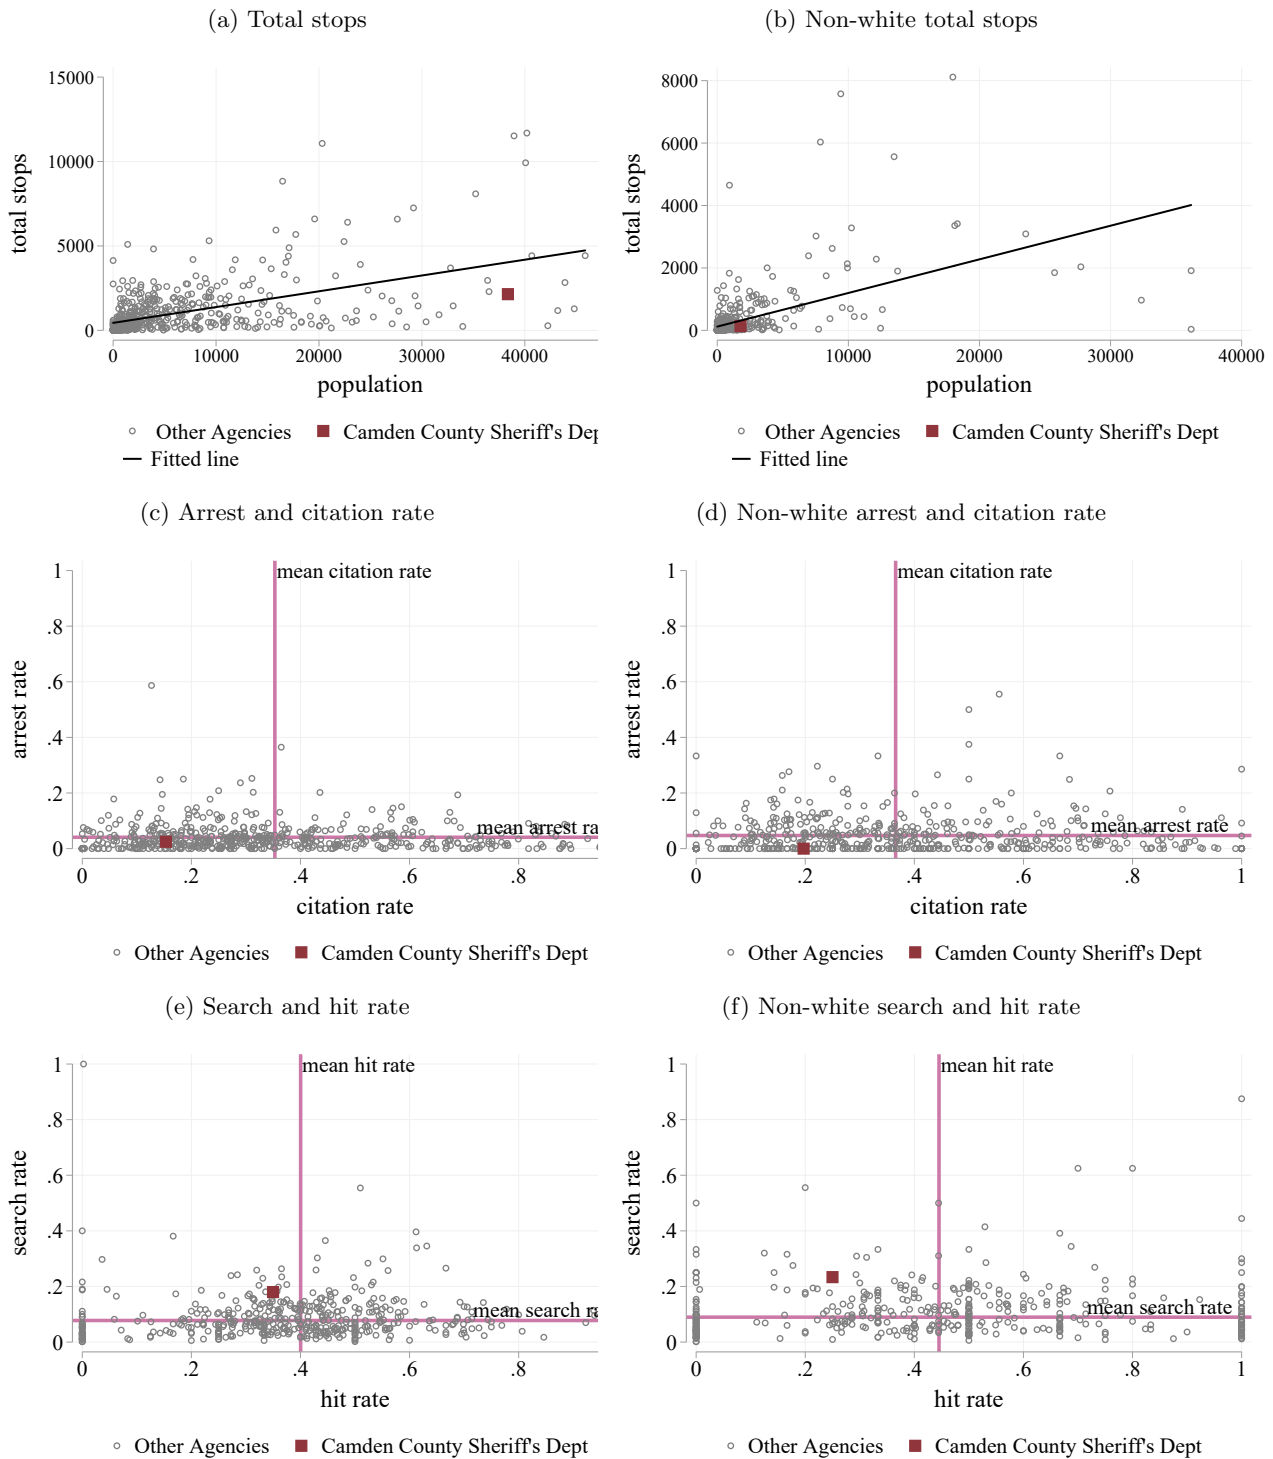 (a) Total stops
15000
10000
5000
0
total stops
0 10000 20000 30000 40000
population
Other Agencies Camden County Sheriff's Dep
Fitted line
(b) Non-white total stops
8000
6000
4000
2000
0
total stops
0 10000 20000 30000 40000
population
Other Agencies Camden County Sheriff's Dept
Fitted line
(c) Arrest and citation rate
mean citation rate
1
.8
.6
.4
.2
0
arrest rate
mean arrest ra
0 .2 .4 .6 .8
citation rate
Other Agencies Camden County Sheriff's Dept
(d) Non-white arrest and citation rate
mean citation rate
1
.8
.6
.4
.2
0
arrest rate
mean arrest rate
0 .2 .4 .6 .8 1
citation rate
Other Agencies Camden County Sheriff's Dept
(e) Search and hit rate
mean hit rate
1
.8
.6
.4
.2
0
search rate
mean search ra
0 .2 .4 .6 .8
hit rate
Other Agencies Camden County Sheriff's Dept
(f) Non-white search and hit rate
mean hit rate
1
.8
.6
.4
.2
0
search rate
mean search rate
0 .2 .4 .6 .8 1
hit rate
Other Agencies Camden County Sheriff's Dept